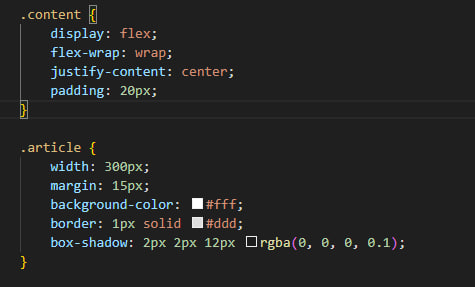 .content {
    display: flex;
    flex-wrap: wrap;
    justify-content: center;
    padding: 20px;
}

.article {
    width: 300px;
    margin: 15px;
    background-color: #fff;
    border: 1px solid #ddd;
    box-shadow: 2px 2px 12px rgba(0, 0, 0, 0.1);
}